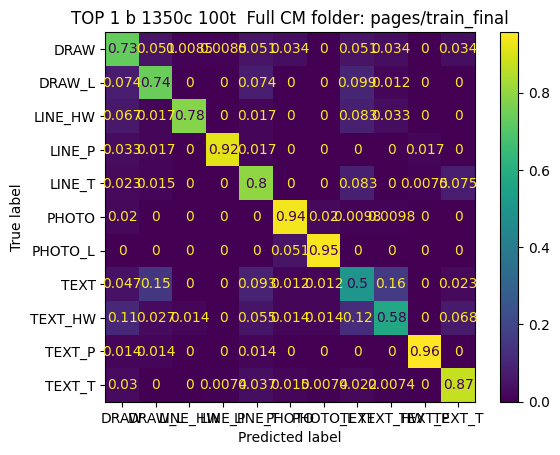 TOP 1 b 1350c 100t  Full CM folder: pages/train_final
DRAW 0.73 0.051 0.0085 0.0085 0.051 0.034 0 0.051 0.034 0 0.034
DRAW_L 0.074 0.74 0 0 0.074 0 0 0.099 0.012 0 0
LINE_HW 0.067 0.017 0.78 0 0.017 0 0 0.083 0.033 0 0
LINE_P 0.033 0.017 0 0.92 0.017 0 0 0 0 0.017 0
LINE_T 0.023 0.015 0 0 0.8 0 0 0.083 0 0.0075 0.075
PHOTO 0.02 0 0 0 0 0.94 0.02 0.0098 0.0098 0 0
PHOTO_L 0 0 0 0 0 0.051 0.95 0 0 0 0
TEXT 0.047 0.15 0 0 0.093 0.012 0.012 0.5 0.16 0 0.023
TEXT_HW 0.11 0.027 0.014 0 0.055 0.014 0.014 0.12 0.58 0 0.068
TEXT_P 0.014 0.014 0 0 0.014 0 0 0 0 0.96 0
TEXT_T 0.03 0 0 0.0074 0.037 0.015 0.0074 0.022 0.0074 0 0.87
DRAW DRAW_L LINE_HW LINE_P LINE_T PHOTO PHOTO_L TEXT TEXT_HW TEXT_P TEXT_T
Predicted label
True label
0.8
0.6
0.4
0.2
0.0